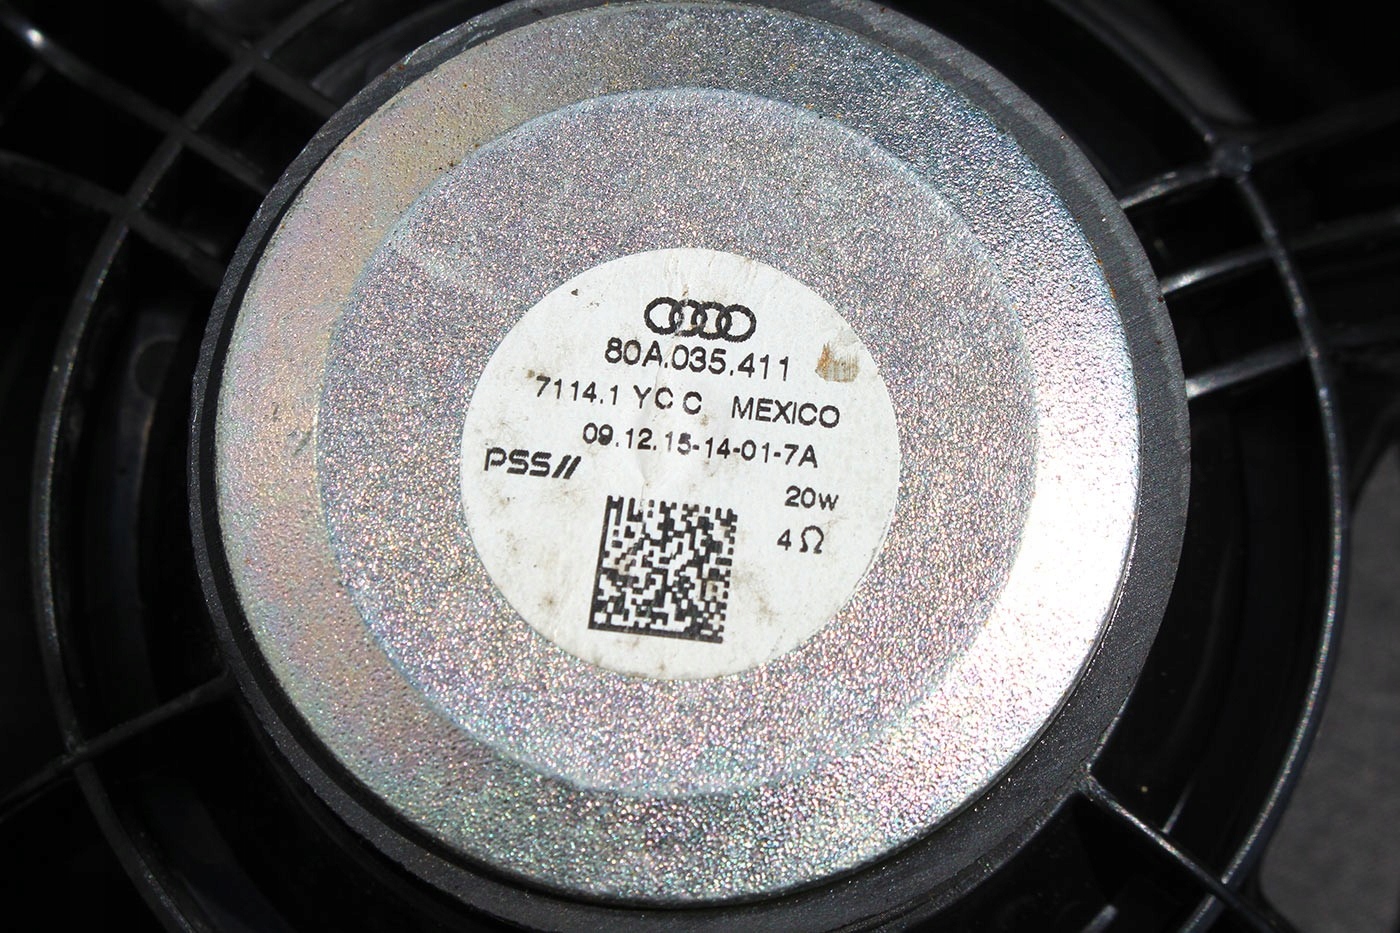 80A.035.411
7114.1 YCC MEXICO
09.12.15-14-01-7A
PSS//
20w
4Ω